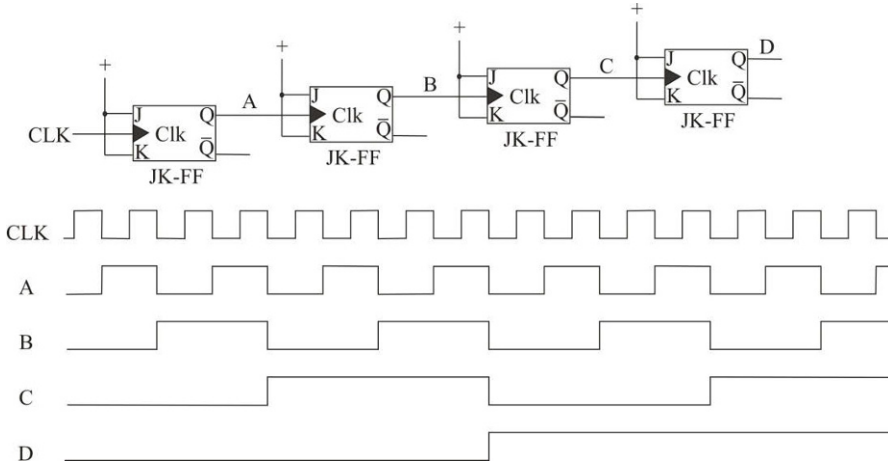 +
+
+
+
J Q
Clk
K Q̅
JK-FF
A
J Q
Clk
K Q̅
JK-FF
B
J Q
Clk
K Q̅
JK-FF
C
J Q
Clk
K Q̅
JK-FF
D
CLK
CLK
A
B
C
D